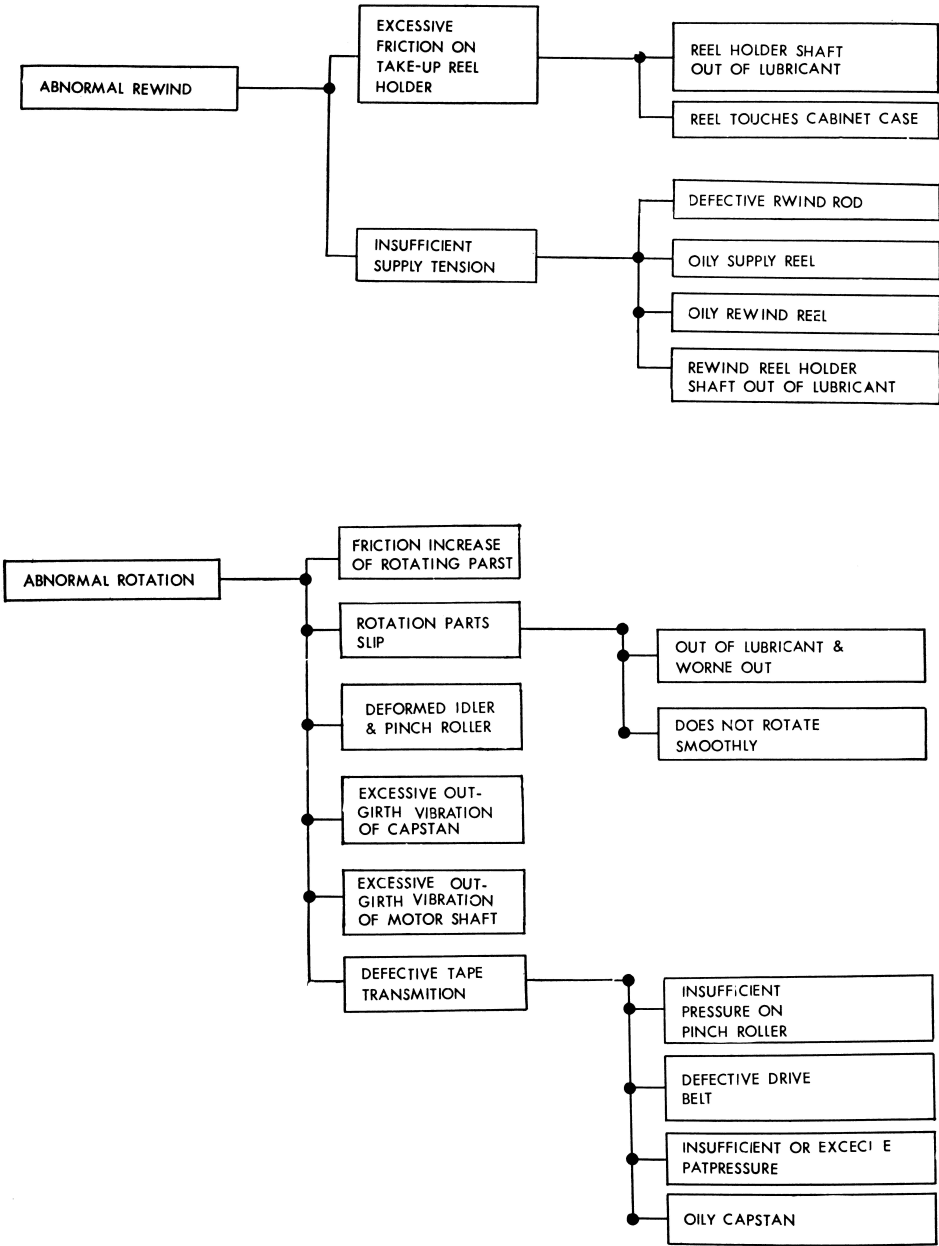 ABNORMAL REWIND
EXCESSIVE
FRICTION ON
TAKE-UP REEL
HOLDER
REEL HOLDER SHAFT
OUT OF LUBRICANT
REEL TOUCHES CABINET CASE
INSUFFICIENT
SUPPLY TENSION
DEFECTIVE RWIND ROD
OILY SUPPLY REEL
OILY REWIND REEL
REWIND REEL HOLDER
SHAFT OUT OF LUBRICANT
ABNORMAL ROTATION
FRICTION INCREASE
OF ROTATING PARST
ROTATION PARTS
SLIP
OUT OF LUBRICANT &
WORNE OUT
DOES NOT ROTATE
SMOOTHLY
DEFORMED IDLER
& PINCH ROLLER
EXCESSIVE OUT-
GIRTH VIBRATION
OF CAPSTAN
EXCESSIVE OUT-
GIRTH VIBRATION
OF MOTOR SHAFT
DEFECTIVE TAPE
TRANSMITION
INSUFFICIENT
PRESSURE ON
PINCH ROLLER
DEFECTIVE DRIVE
BELT
INSUFFICIENT OR
PATPRESSURE
OILY CAPSTAN